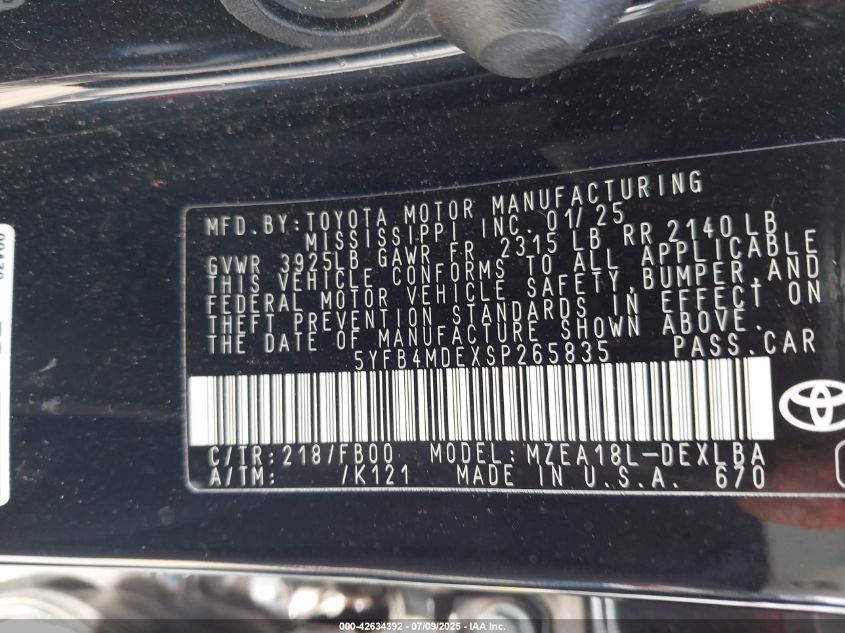 MFD.BY:TOYOTA MOTOR MANUFACTURING
MISSISSIPPI INC. 01/25
GVWR 3925LB GAWR FR 2315 LB RR 2140 LB
THIS VEHICLE CONFORMS TO ALL APPLICABLE
FEDERAL MOTOR VEHICLE SAFETY,BUMPER,AND
THEFT PREVENTION STANDARDS IN EFFECT ON
THE DATE OF MANUFACTURE SHOWN ABOVE.
5YFB4MDEXSP265835 PASS.CAR
C/TR:218/FB00 MODEL:MZEA18L-DEXLBA
A/TM: /K121 MADE IN U.S.A. 670
000-42634392 - 07/09/2025 - IAA Inc.